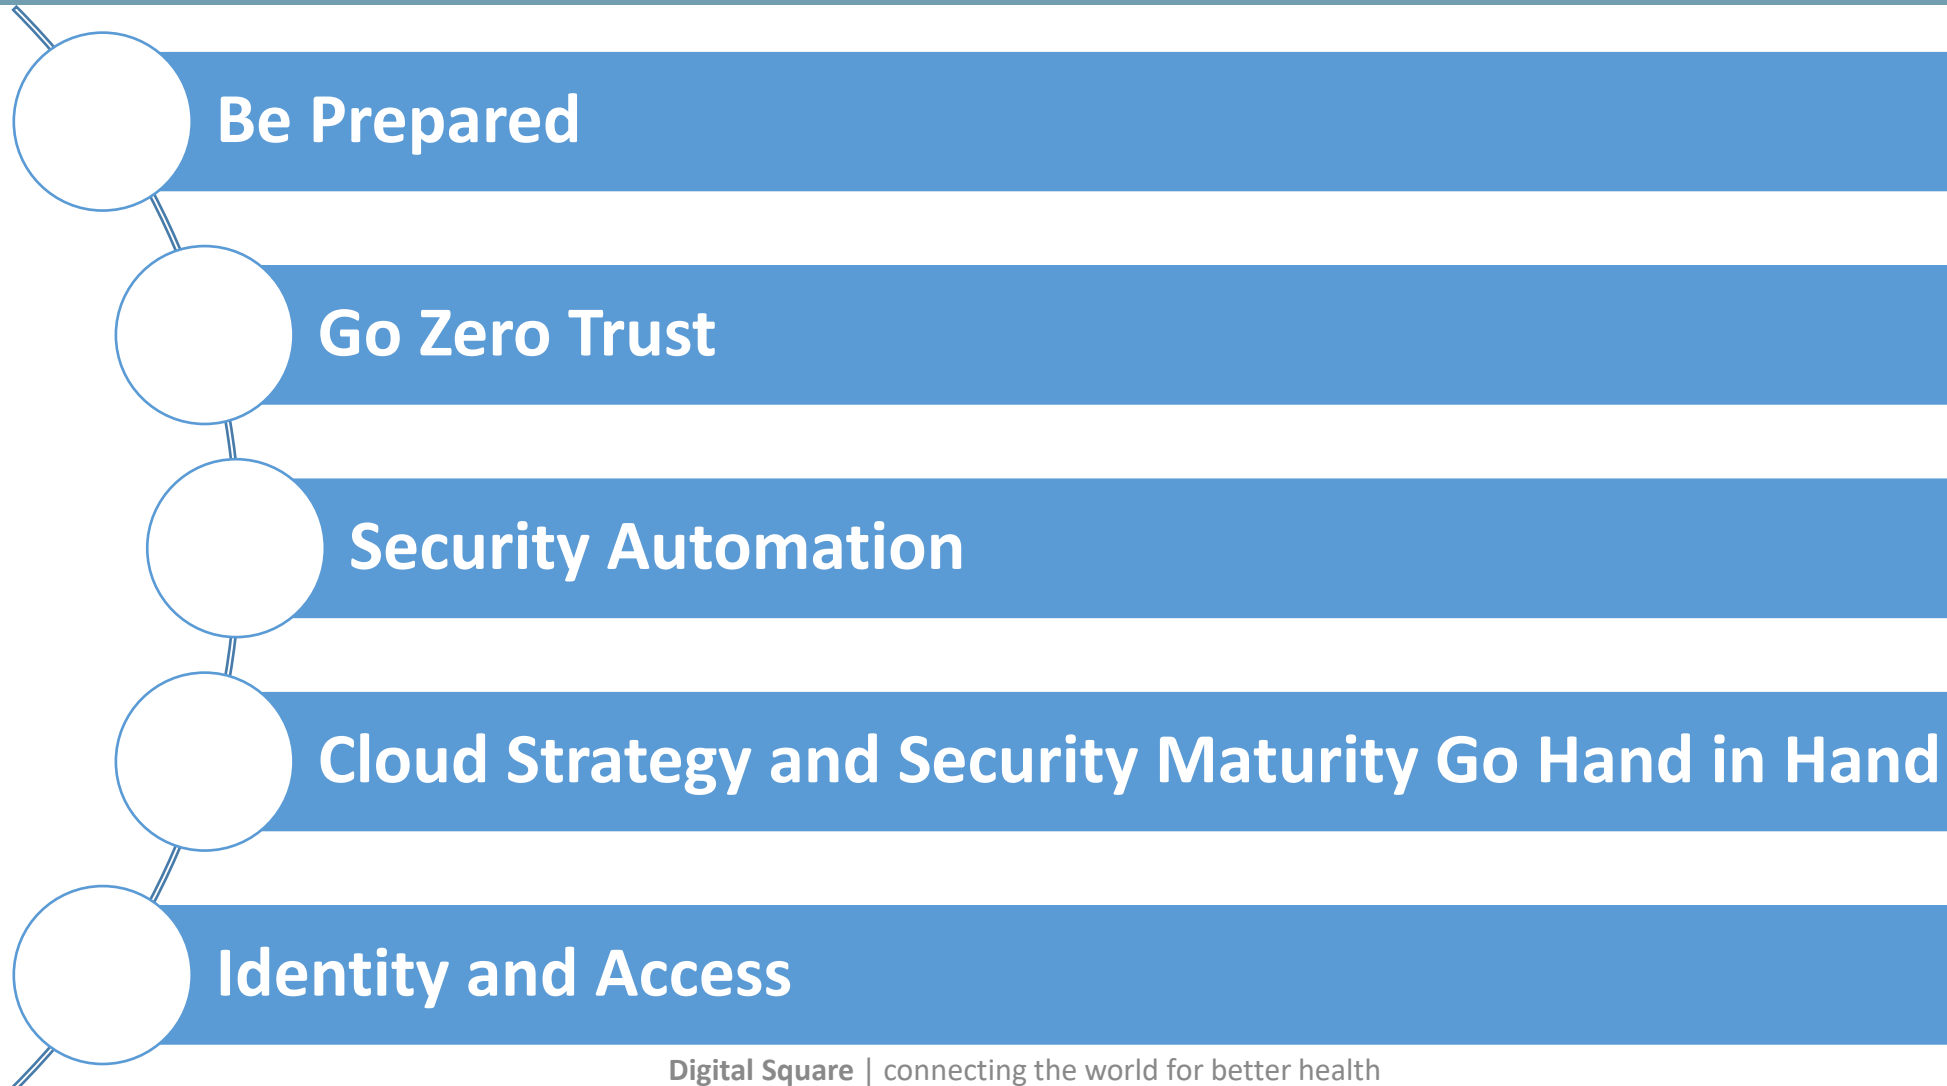 Be Prepared
Go Zero Trust
Security Automation
Cloud Strategy and Security Maturity Go Hand in Hand
Identity and Access
Digital Square | connecting the world for better health